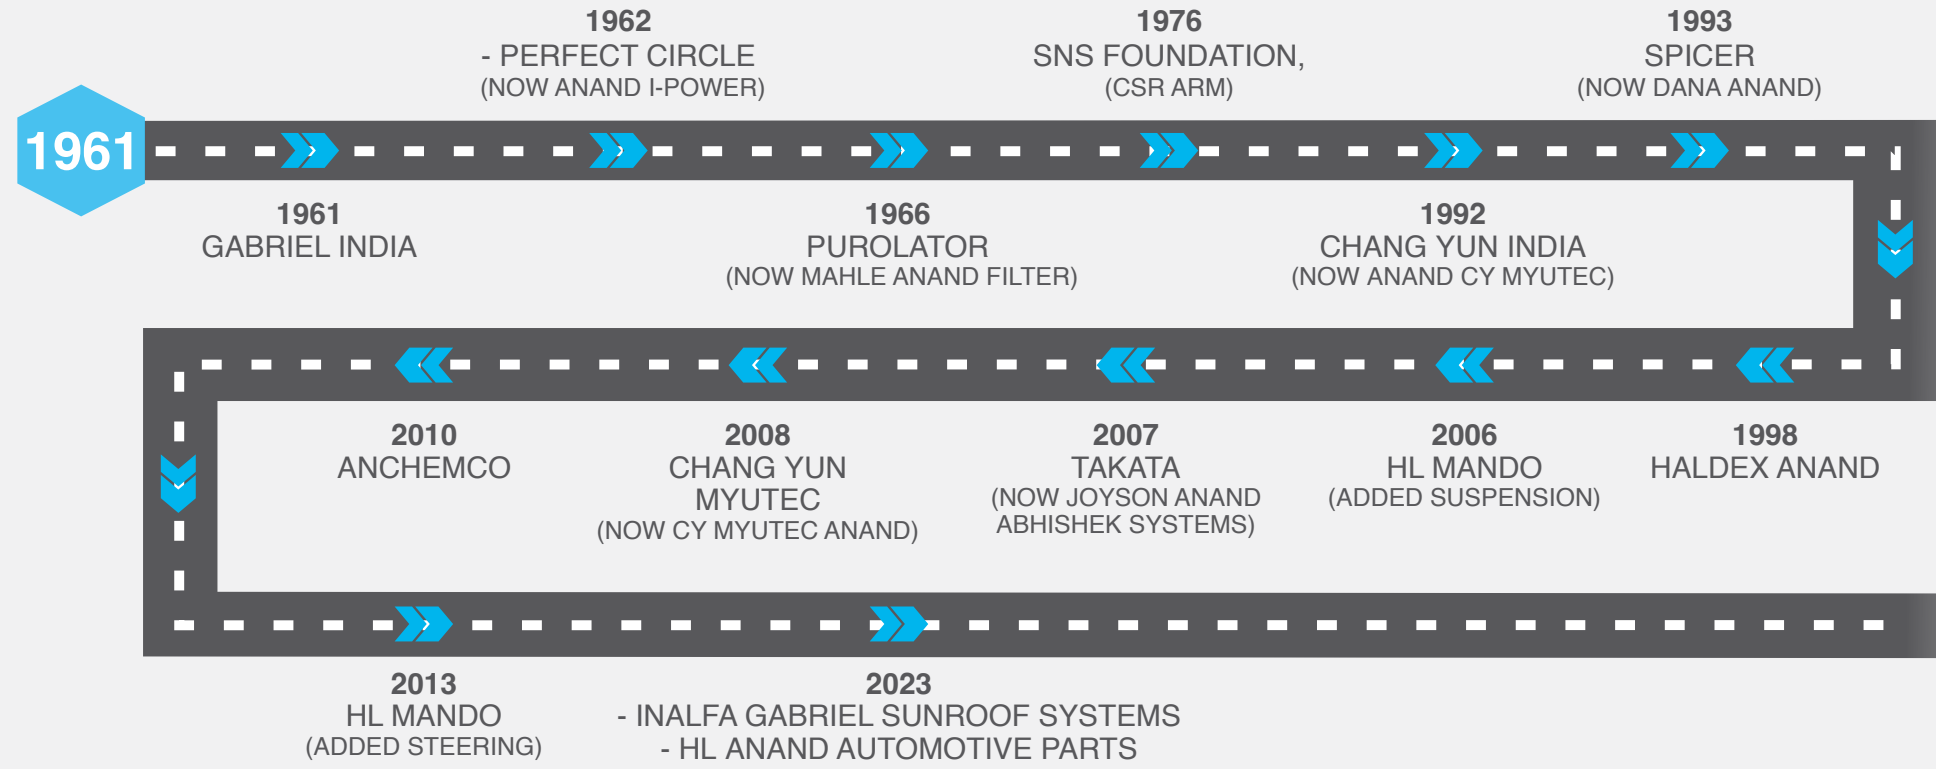 1961
1961
GABRIEL INDIA
1962
- PERFECT CIRCLE
(NOW ANAND I-POWER)
1966
PUROLATOR
(NOW MAHLE ANAND FILTER)
1976
SNS FOUNDATION,
(CSR ARM)
1992
CHANG YUN INDIA
(NOW ANAND CY MYUTEC)
1993
SPICER
(NOW DANA ANAND)
1998
HALDEX ANAND
2006
HL MANDO
(ADDED SUSPENSION)
2007
TAKATA
(NOW JOYSON ANAND
ABHISHEK SYSTEMS)
2008
CHANG YUN
MYUTEC
(NOW CY MYUTEC ANAND)
2010
ANCHEMCO
2013
HL MANDO
(ADDED STEERING)
2023
- INALFA GABRIEL SUNROOF SYSTEMS
- HL ANAND AUTOMOTIVE PARTS